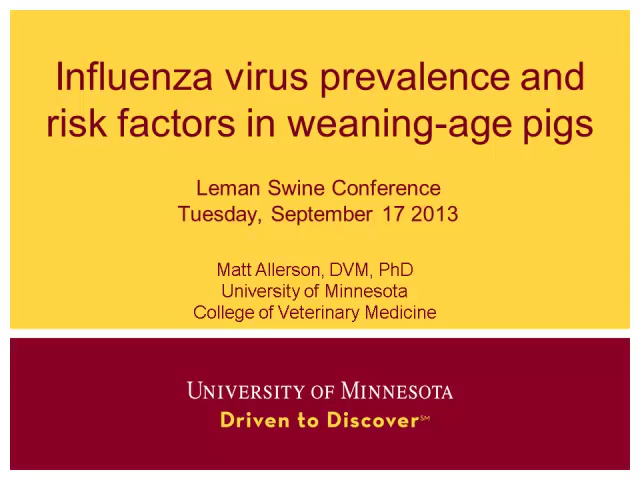 Influenza virus prevalence and
risk factors in weaning-age pigs
Leman Swine Conference
Tuesday, September 17 2013
Matt Allerson, DVM, PhD
University of Minnesota
College of Veterinary Medicine
UNIVERSITY OF MINNESOTA
Driven to Discover℠